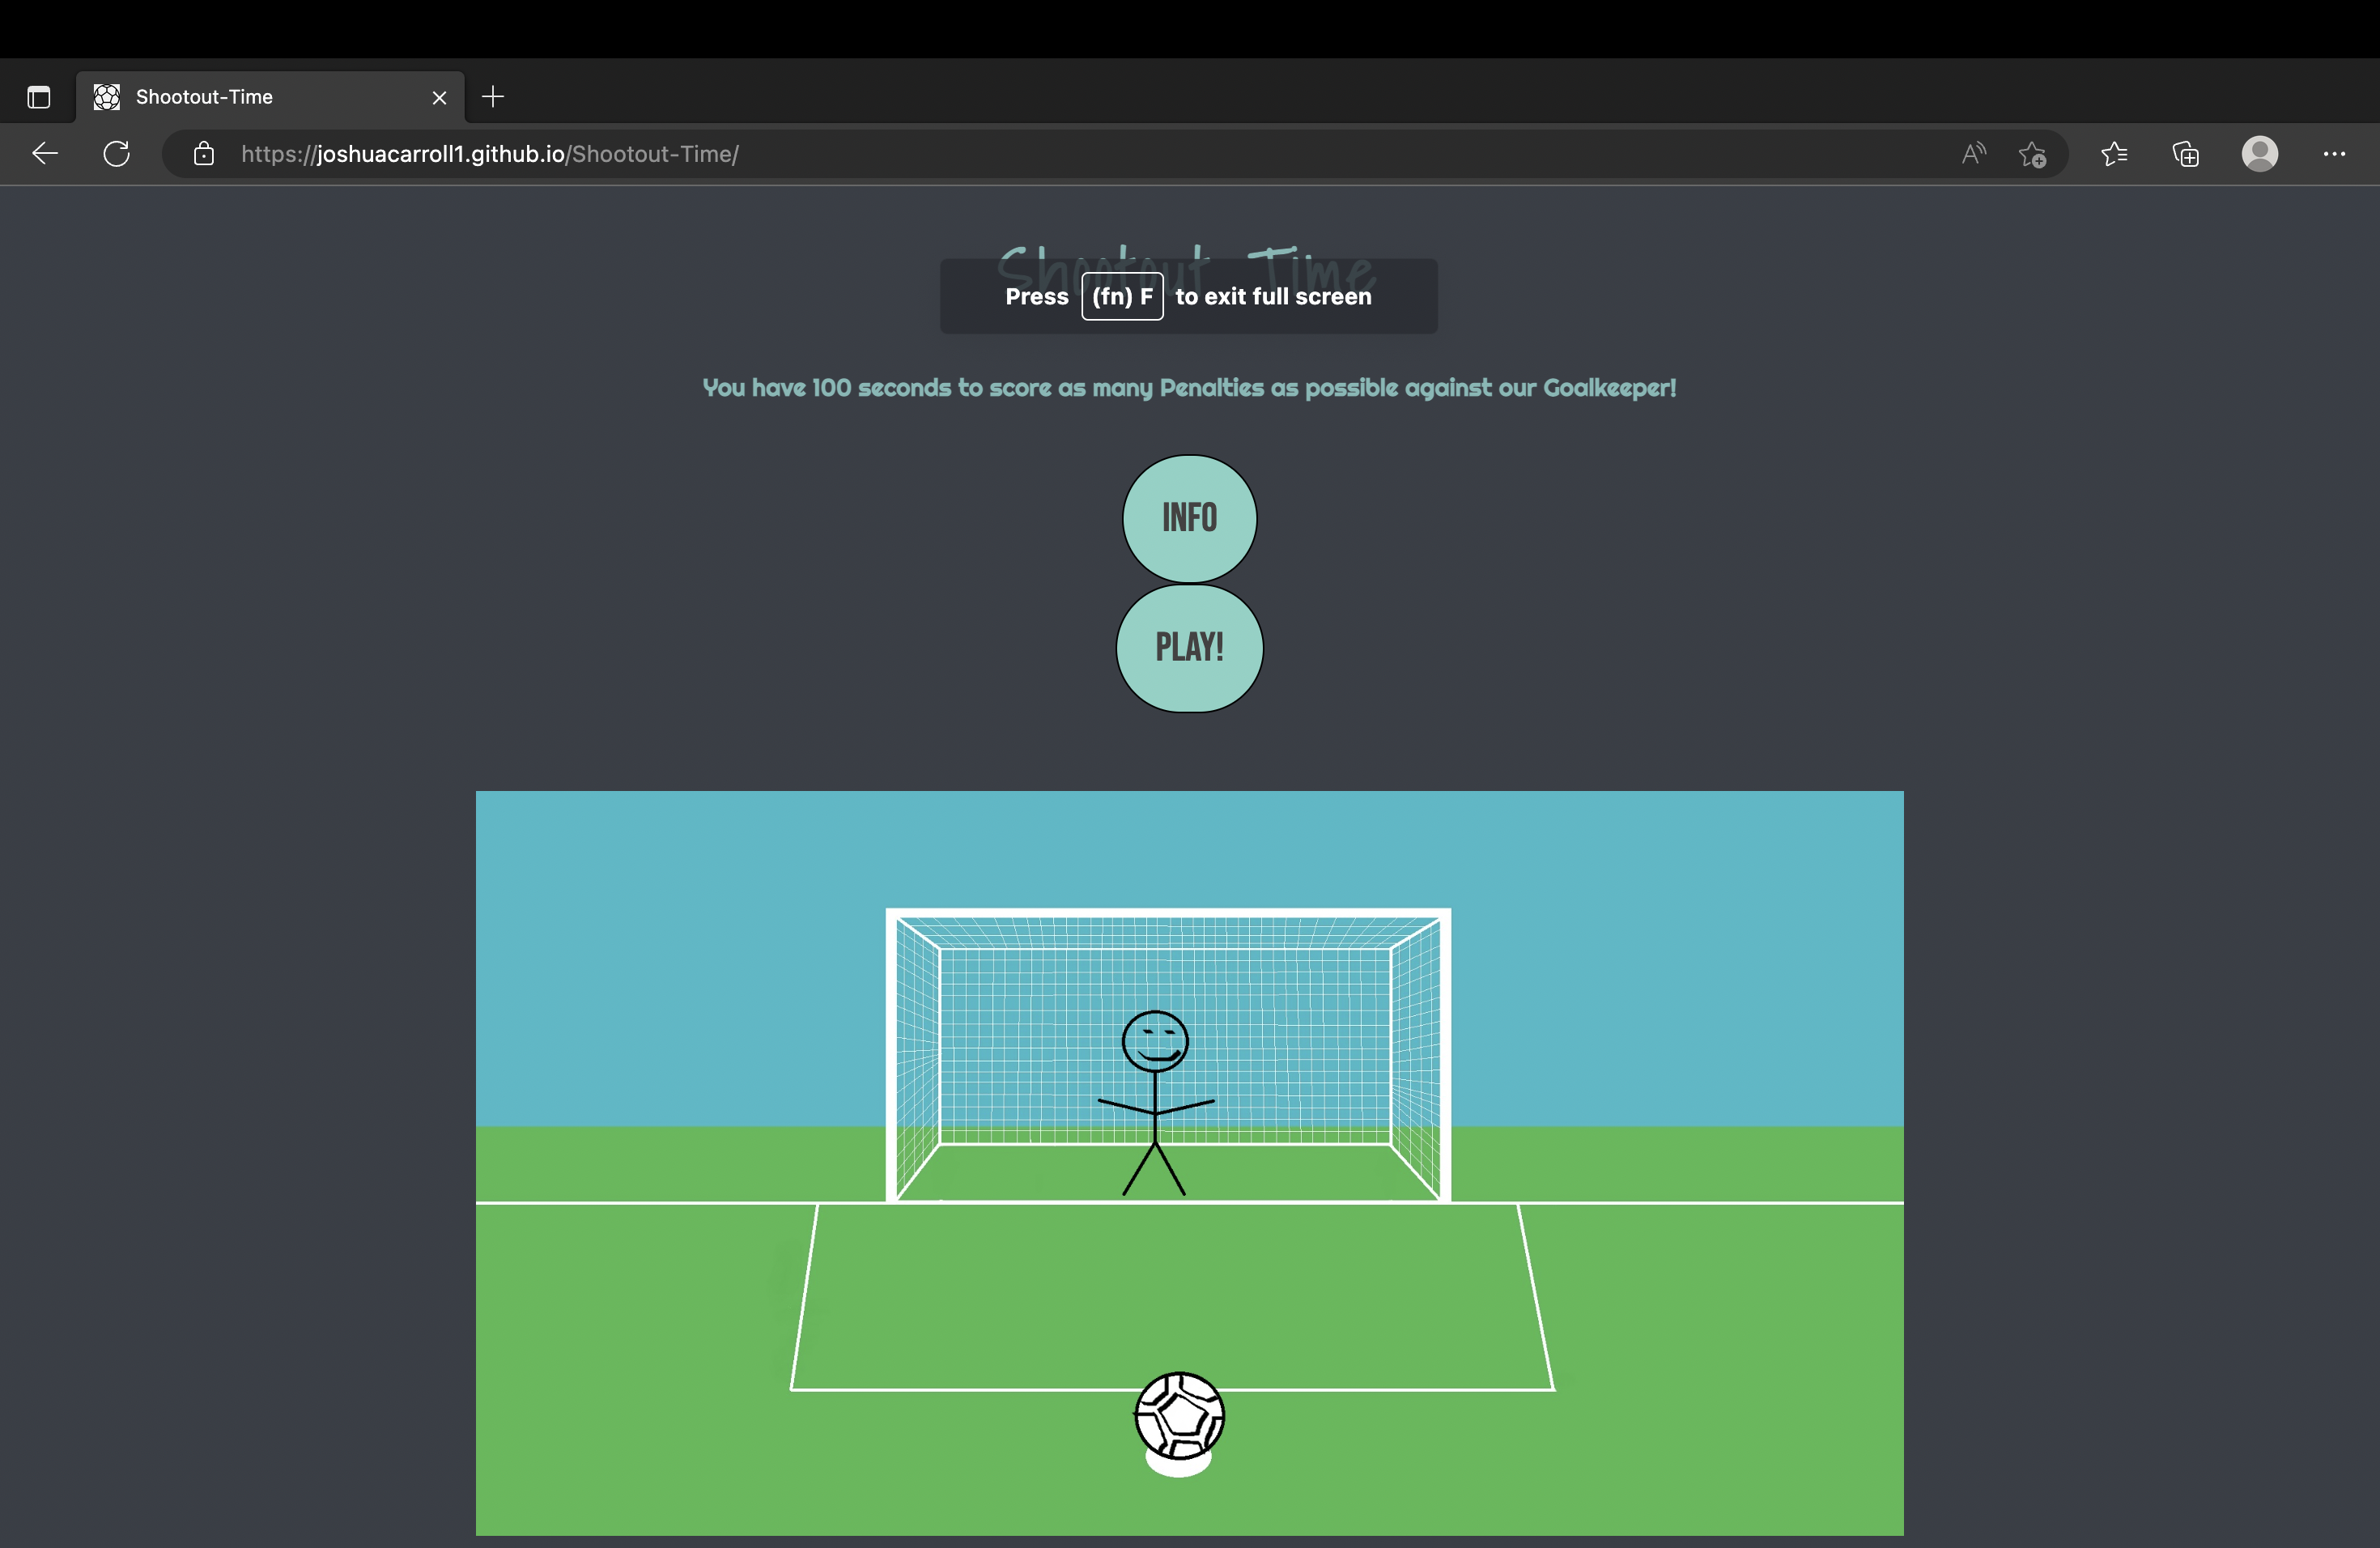 Shootout-Time
https://joshuacarroll1.github.io/Shootout-Time/
Shootout Time
Press (fn) F to exit full screen
You have 100 seconds to score as many Penalties as possible against our Goalkeeper!
INFO
PLAY!